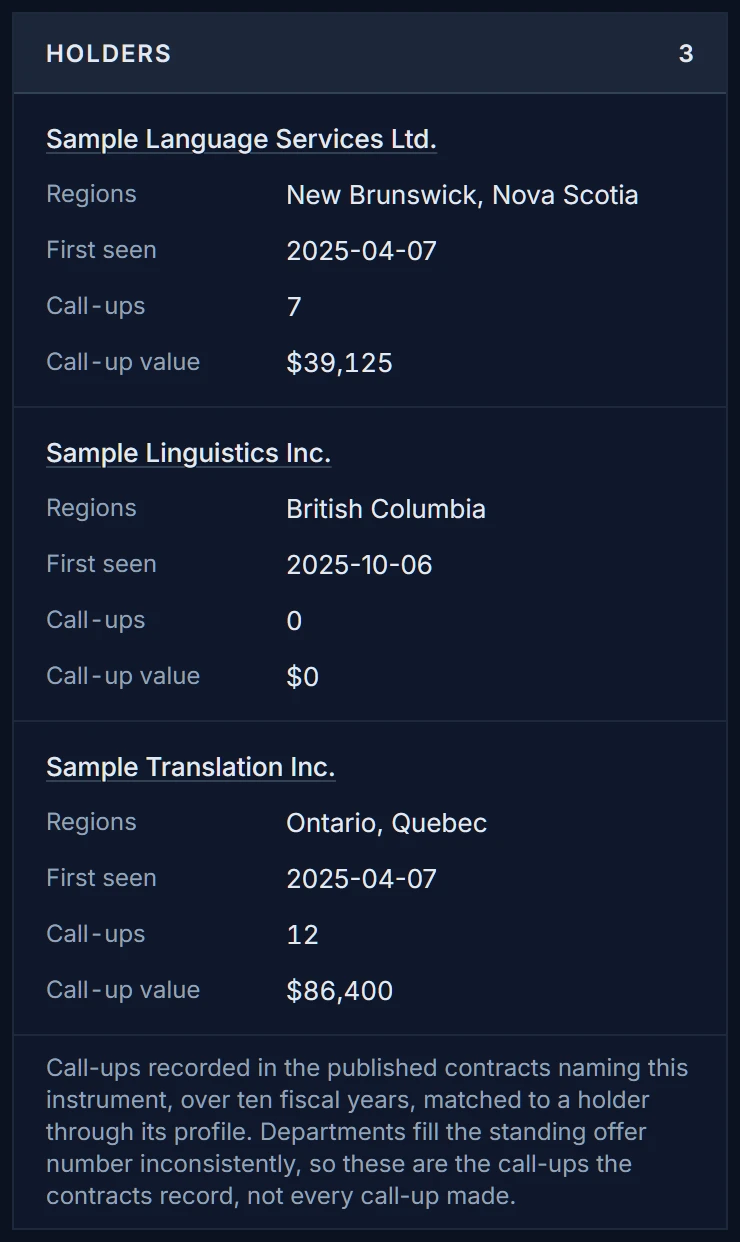 HOLDERS 3
Sample Language Services Ltd.
Regions New Brunswick, Nova Scotia
First seen 2025-04-07
Call-ups 7
Call-up value $39,125
Sample Linguistics Inc.
Regions British Columbia
First seen 2025-10-06
Call-ups 0
Call-up value $0
Sample Translation Inc.
Regions Ontario, Quebec
First seen 2025-04-07
Call-ups 12
Call-up value $86,400
Call-ups recorded in the published contracts naming this
instrument, over ten fiscal years, matched to a holder
through its profile. Departments fill the standing offer
number inconsistently, so these are the call-ups the
contracts record, not every call-up made.